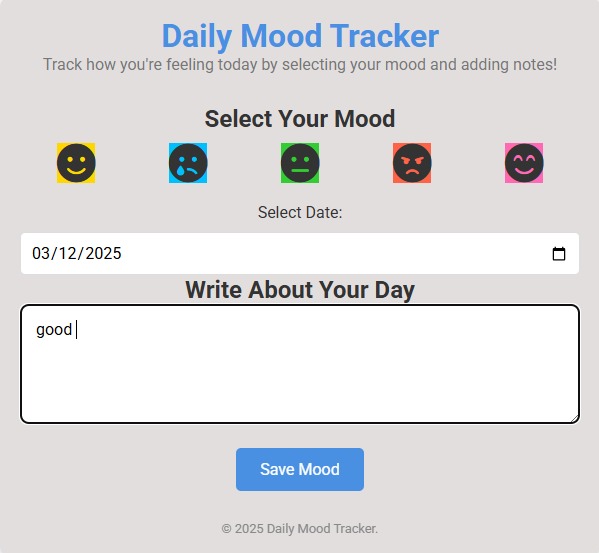 Daily Mood Tracker
Track how you're feeling today by selecting your mood and adding notes!
Select Your Mood
Select Date:
03/12/2025
Write About Your Day
good
Save Mood
© 2025 Daily Mood Tracker.